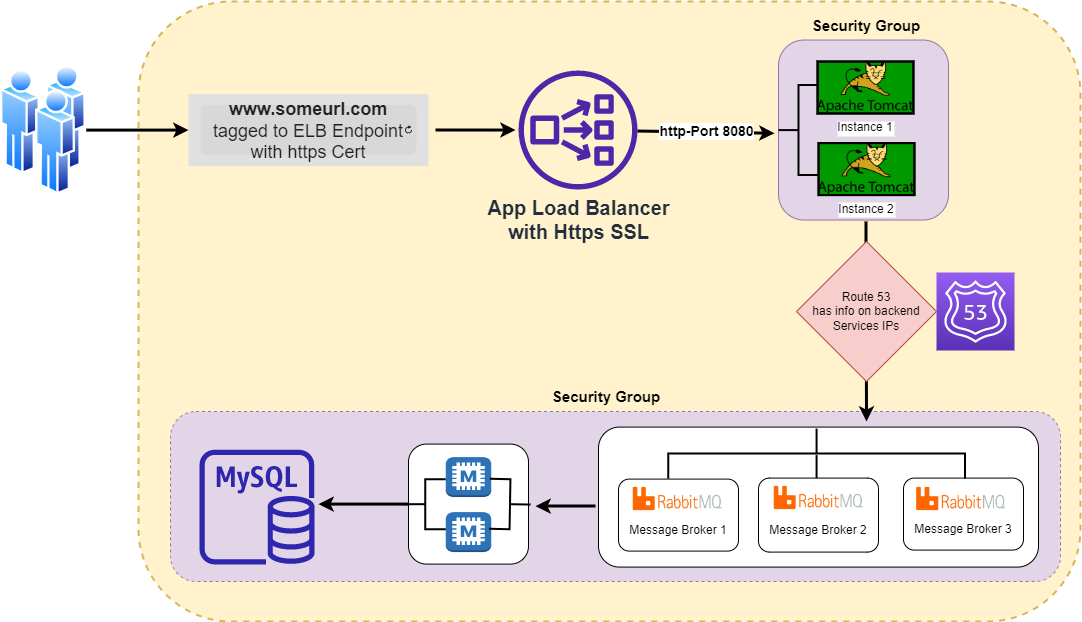 Security Group
www.someurl.com
tagged to ELB Endpoint
with https Cert
App Load Balancer
with Https SSL
http-Port 8080
Apache Tomcat
Instance 1
Apache Tomcat
Instance 2
Route 53
has info on backend
Services IPs
53
Security Group
MySQL
M
M
RabbitMQ
Message Broker 1
RabbitMQ
Message Broker 2
RabbitMQ
Message Broker 3